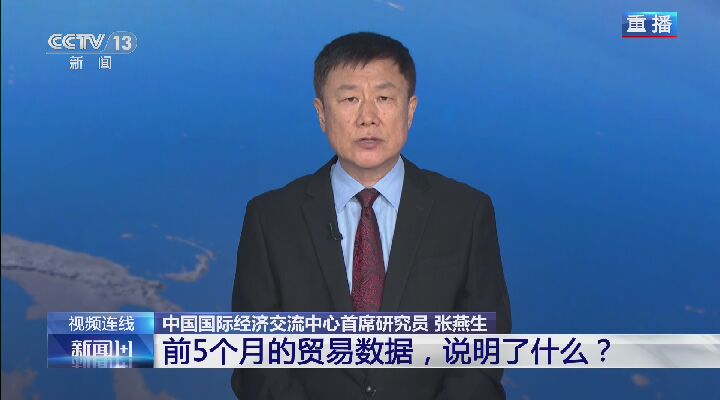 CCTV 13
新闻
重播
视频连线
中国国际经济交流中心首席研究员 张燕生
新闻1+1
前5个月的贸易数据，说明了什么？